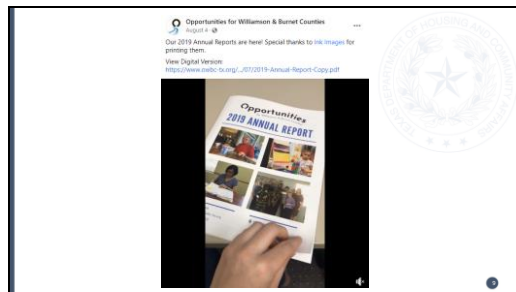 Opportunities for Williamson & Burnet Counties
August 4
Our 2019 Annual Reports are here! Special thanks to Ink Images for
printing them.
View Digital Version:
https://www.owbc-tx.org/.../07/2019-Annual-Report-Copy.pdf
Opportunities
2019 ANNUAL REPORT